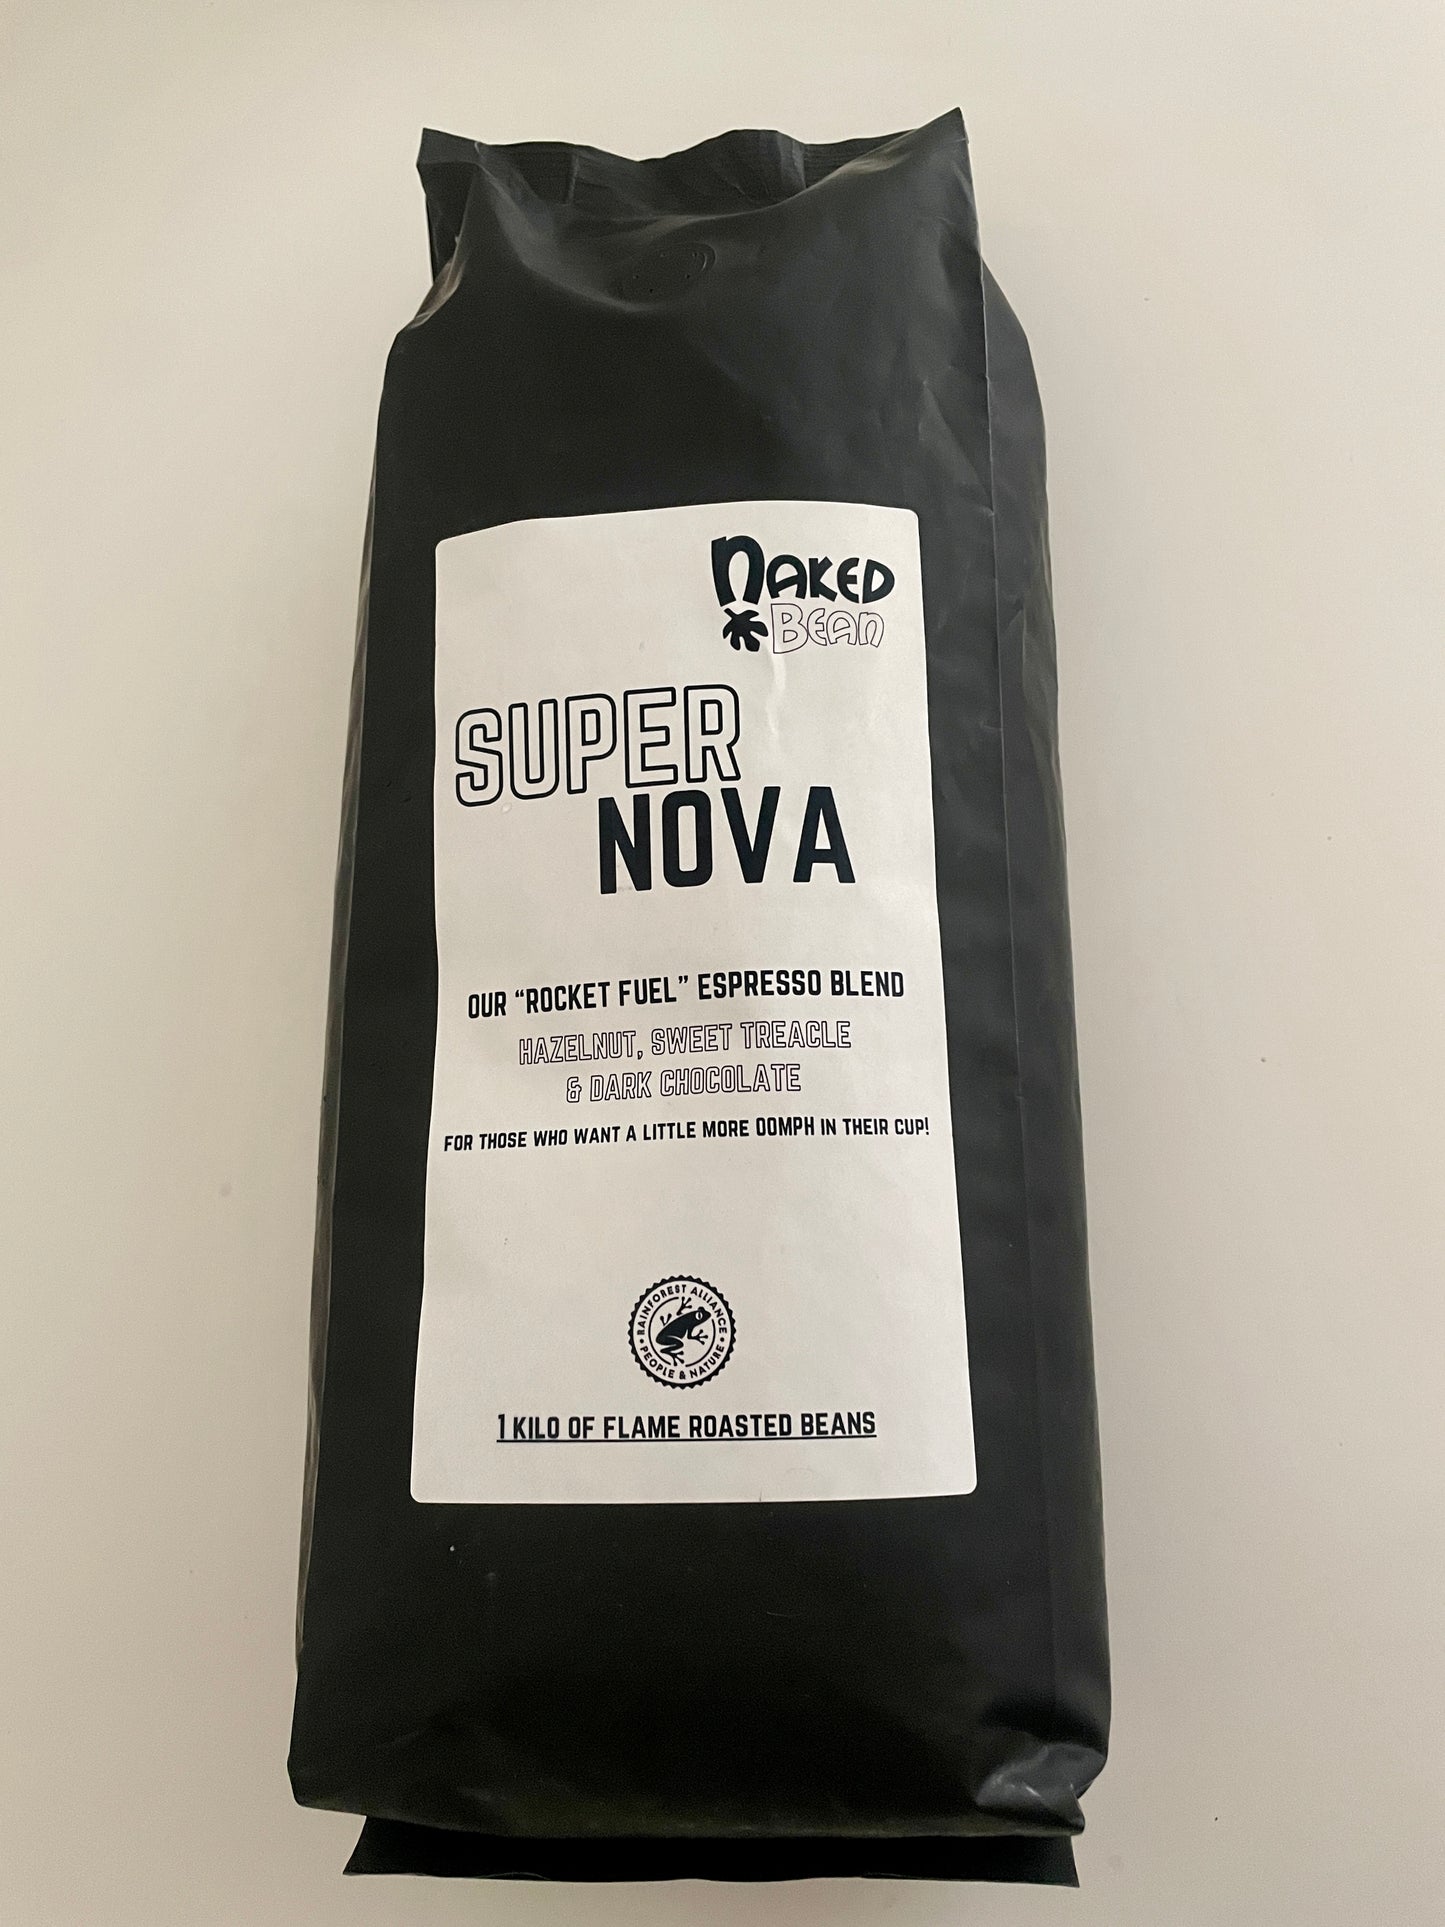 NAKED
BEAN
SUPER
NOVA
OUR “ROCKET FUEL” ESPRESSO BLEND
HAZELNUT, SWEET TREACLE
& DARK CHOCOLATE
FOR THOSE WHO WANT A LITTLE MORE OOMPH IN THEIR CUP!
RAINFOREST ALLIANCE
• PEOPLE & NATURE •
1 KILO OF FLAME ROASTED BEANS